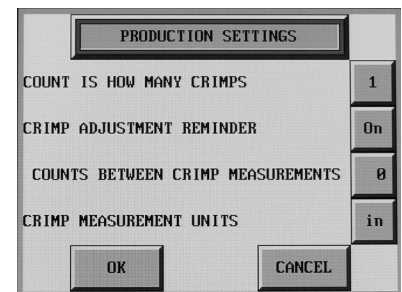 PRODUCTION SETTINGS
COUNT IS HOW MANY CRIMPS 1
CRIMP ADJUSTMENT REMINDER On
COUNTS BETWEEN CRIMP MEASUREMENTS 0
CRIMP MEASUREMENT UNITS in
OK CANCEL